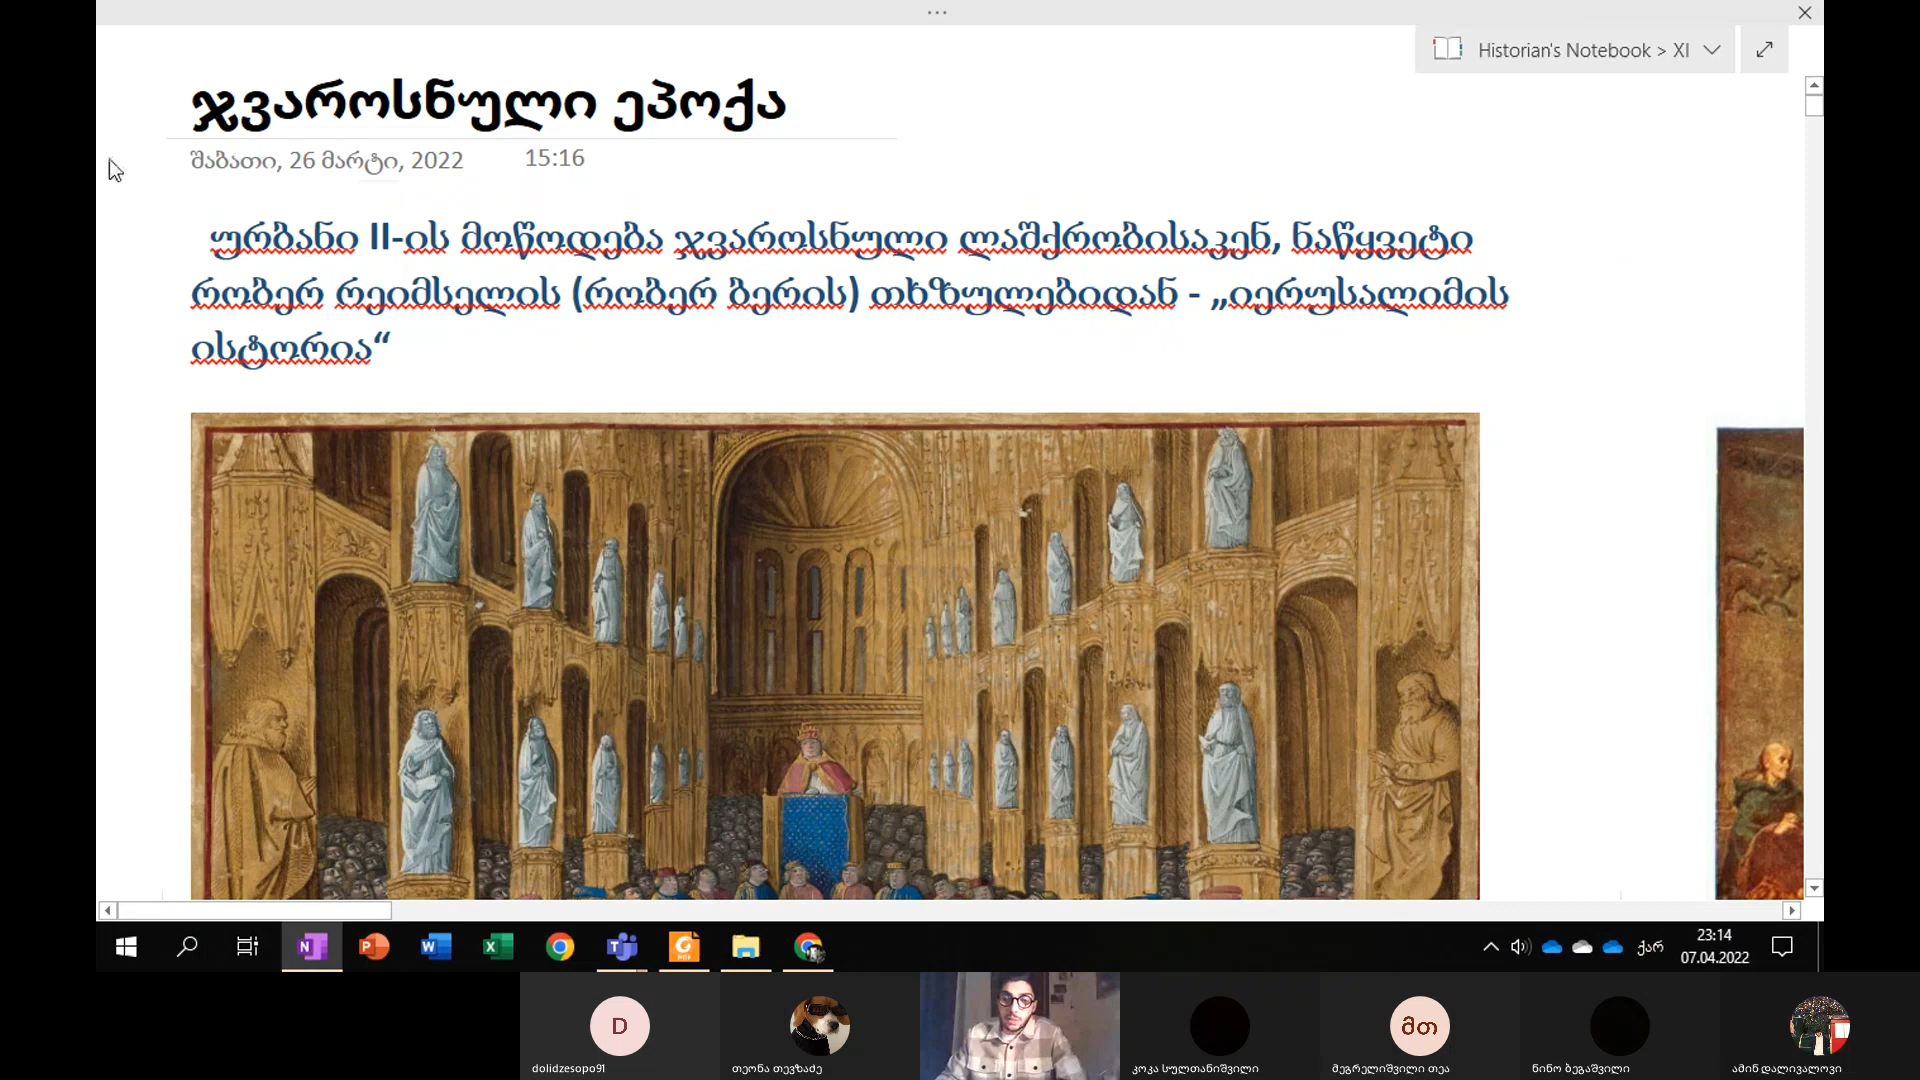 Historian's Notebook > XI
ჯვაროსნული ეპოქა
შაბათი, 26 მარტი, 2022 15:16
ურბანი II-ის მოწოდება ჯვაროსნული ლაშქრობისაკენ, ნაწყვეტი
რობერ რეიმსელის (რობერ ბერის) თხზულებიდან - „იერუსალიმის
ისტორია“
ქარ
23:14
07.04.2022
D
მთ
dolidzesopo91
თეონა თევზაძე
კოკა სულთანიშვილი
მეგრელიშვილი თეა
ნინო ბეგაშვილი
ამინ დალივალოვი